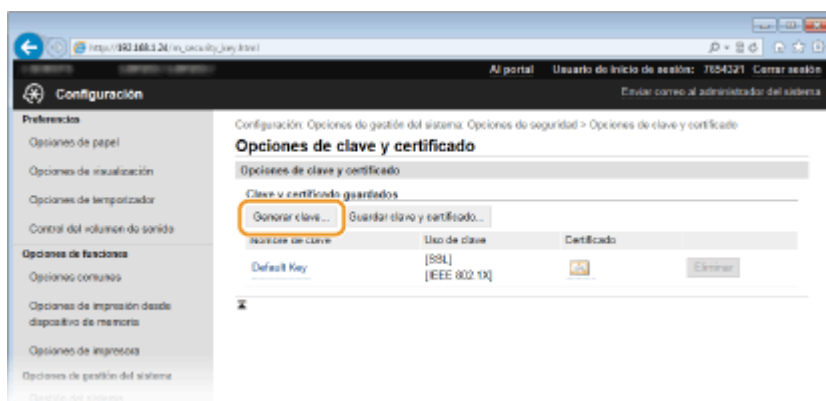 http://192.168.1.24/m_security_key.html
Al portal Usuario de inicio de sesión: 7654321 Cerrar sesión
Configuración Enviar correo al administrador del sistema
Preferencias
Opciones de papel
Opciones de visualización
Opciones de temporizador
Control del volumen de sonido
Opciones de funciones
Opciones comunes
Opciones de impresión desde
dispositivo de memoria
Opciones de impresora
Opciones de gestión del sistema
Gestión del sistema
Configuración: Opciones de gestión del sistema: Opciones de seguridad > Opciones de clave y certificado
Opciones de clave y certificado
Opciones de clave y certificado
Clave y certificado guardados
Generar clave... Guardar clave y certificado...
Nombre de clave Uso de clave Certificado
Default Key [SSL] Eliminar
[IEEE 802.1X]